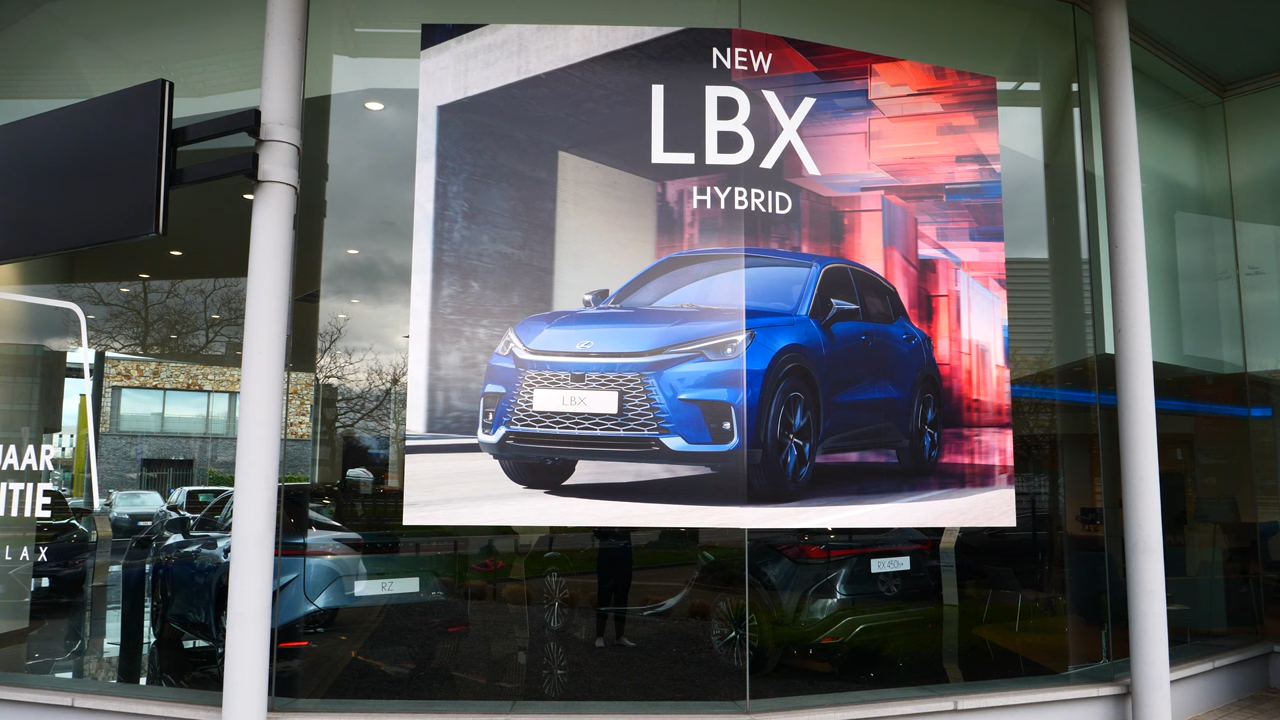 NEW
LBX
HYBRID
LBX
JAAR
TIE
LAX
RZ
RX 450h+